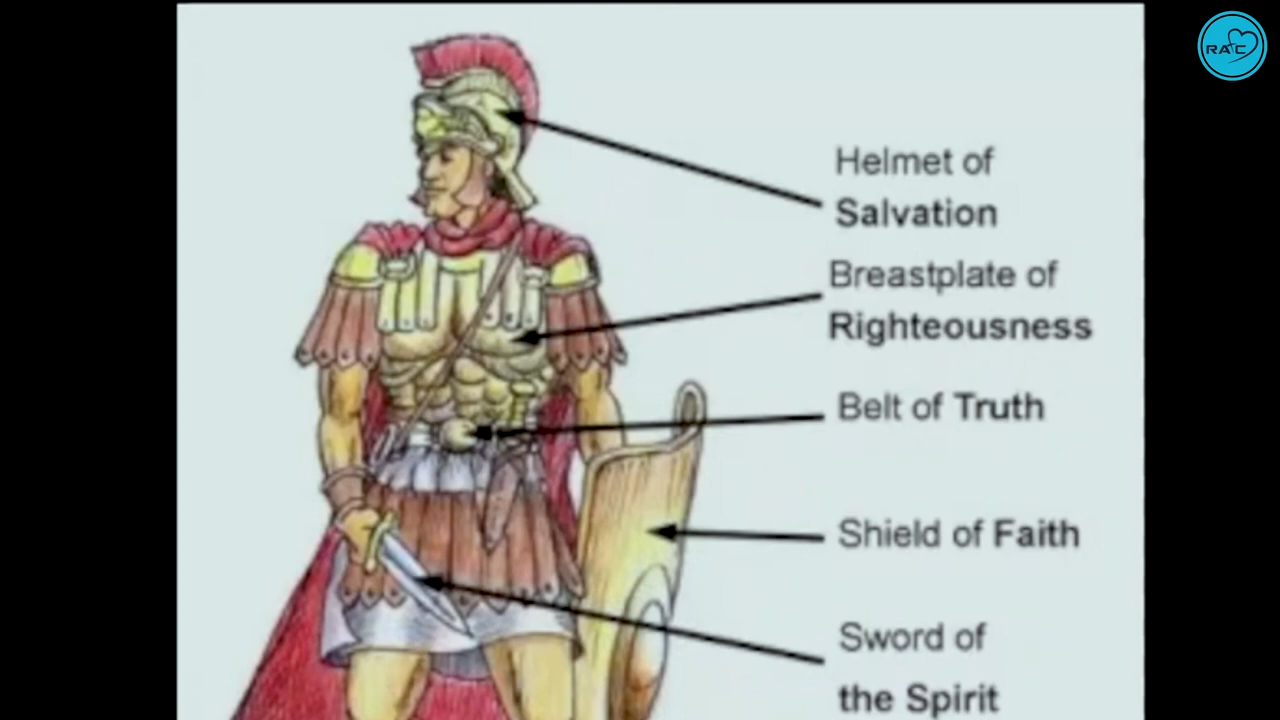 RAC
Helmet of
Salvation
Breastplate of
Righteousness
Belt of Truth
Shield of Faith
Sword of
the Spirit